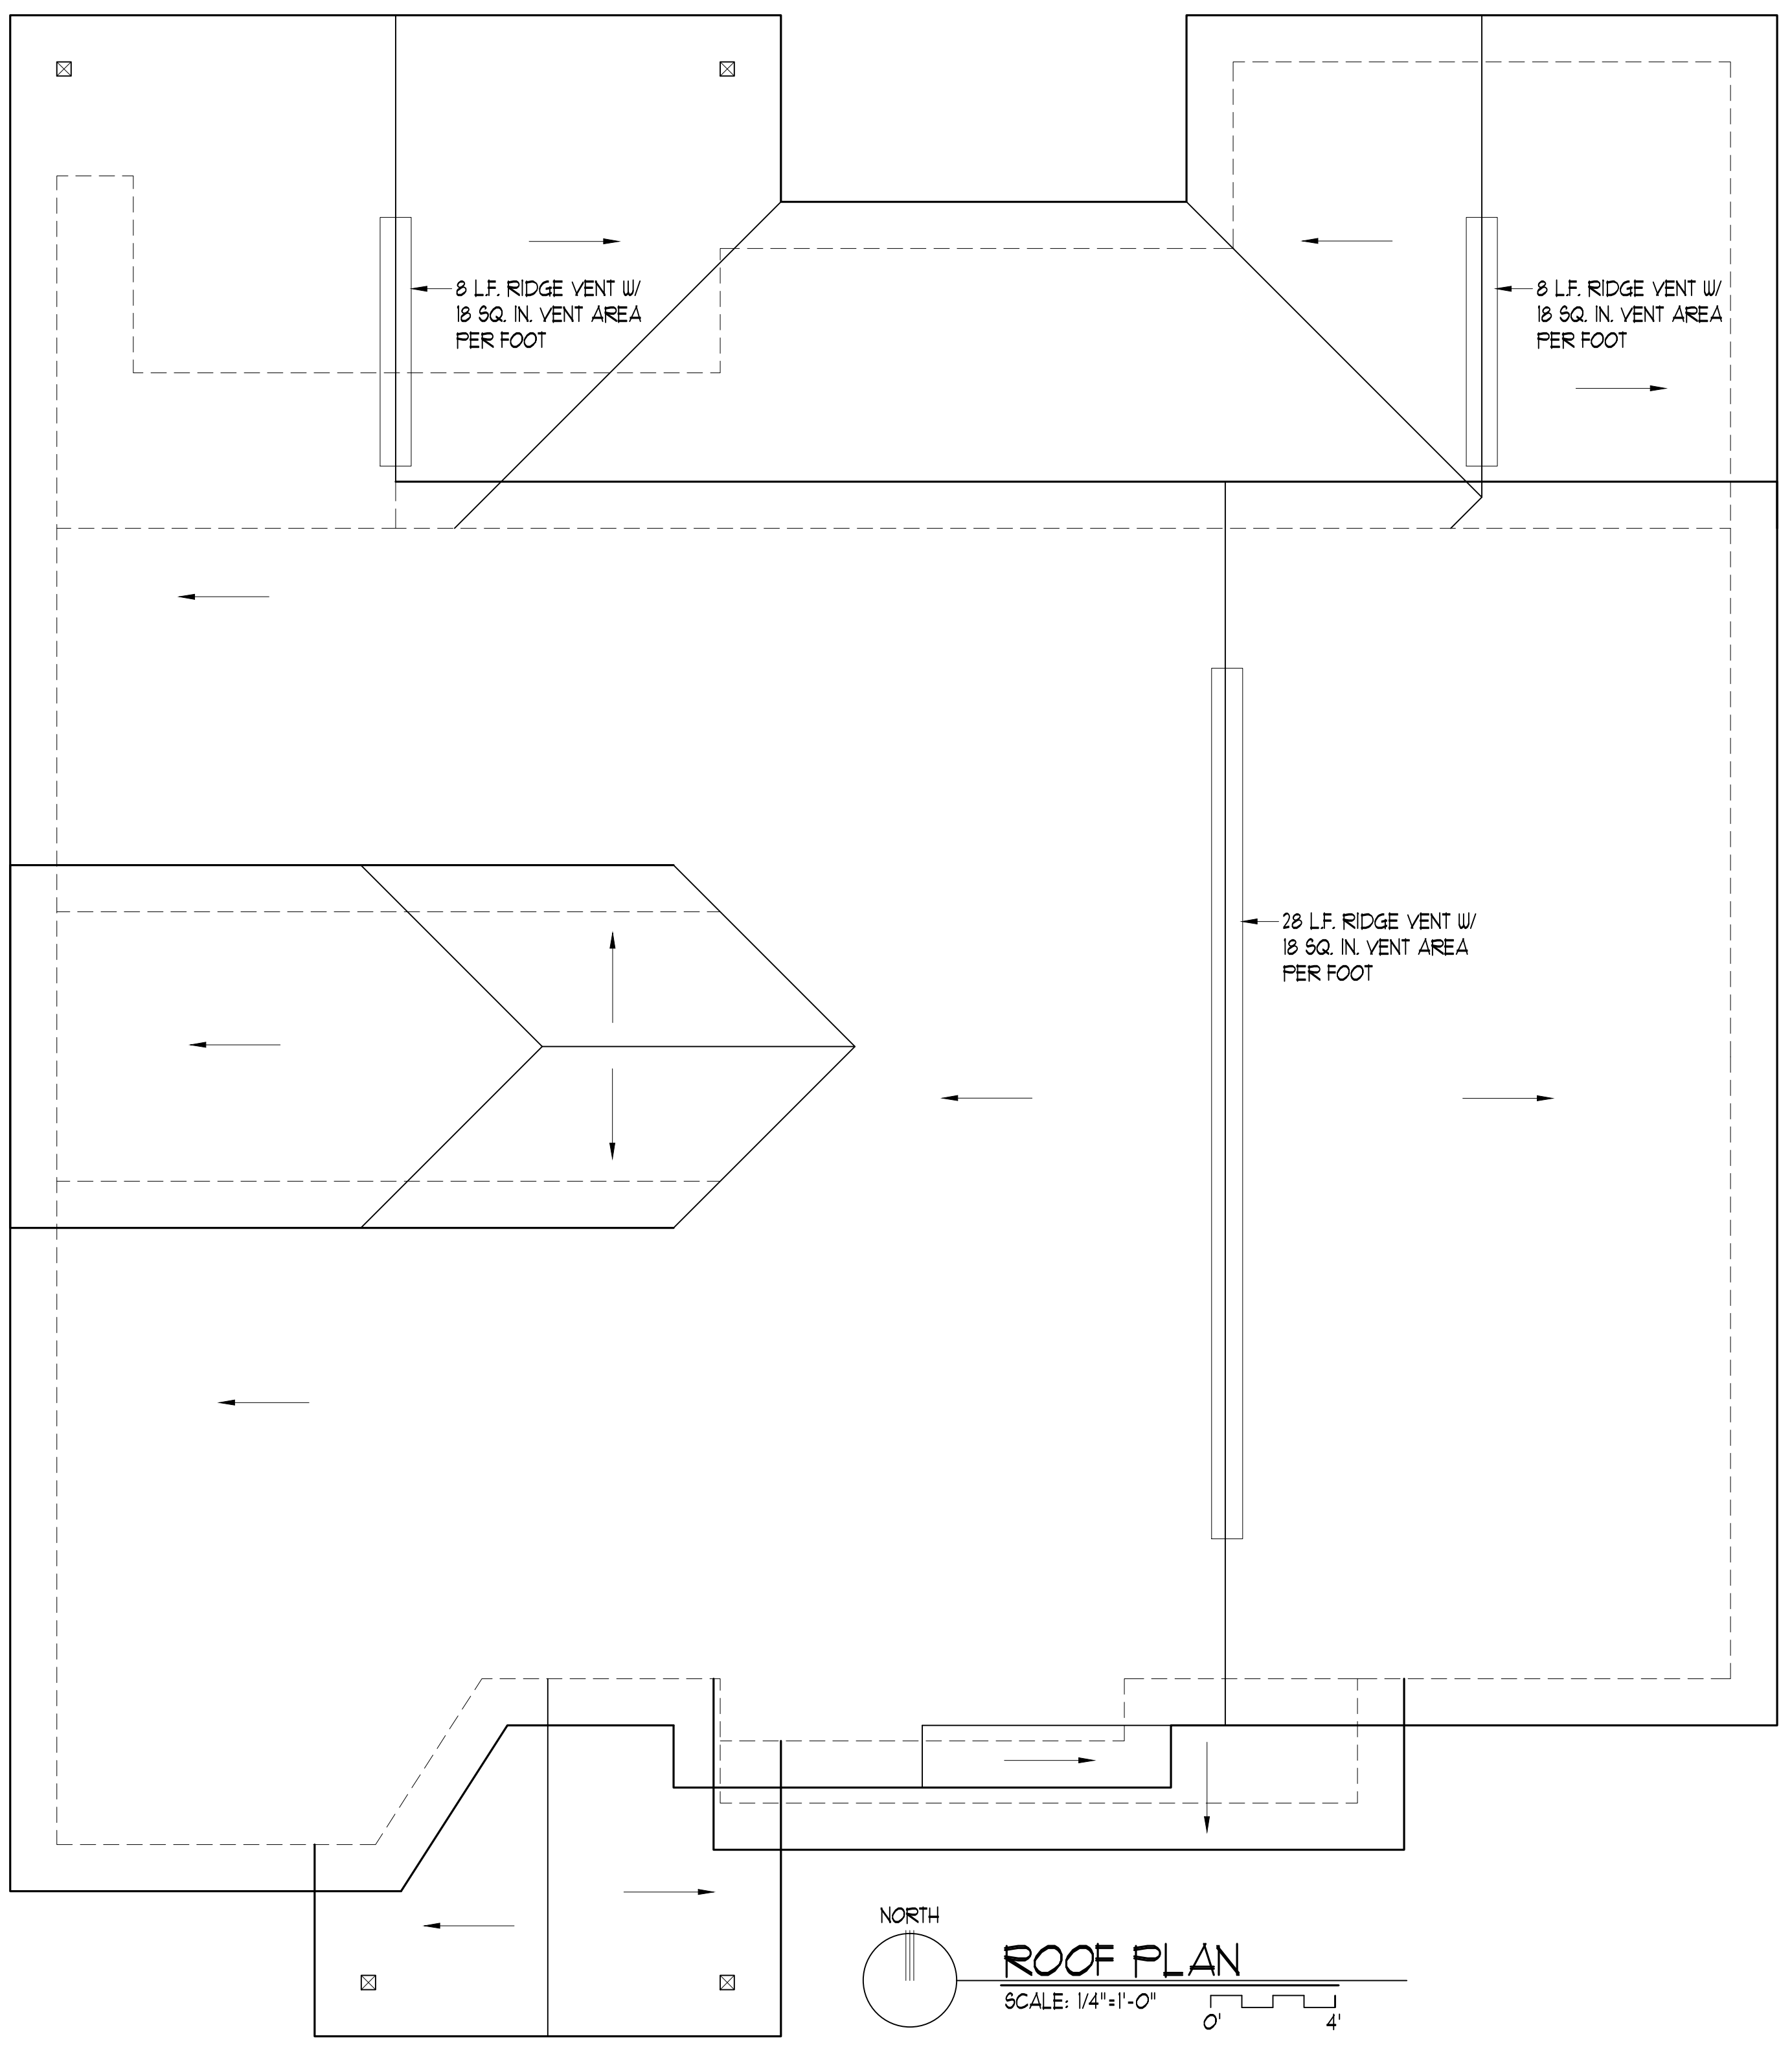 8 L.F. RIDGE VENT W/
18 SQ. IN. VENT AREA
PER FOOT
8 L.F. RIDGE VENT W/
18 SQ. IN. VENT AREA
PER FOOT
28 L.F. RIDGE VENT W/
18 SQ. IN. VENT AREA
PER FOOT
NORTH
ROOF PLAN
SCALE: 1/4"=1'-0"
0' 4'